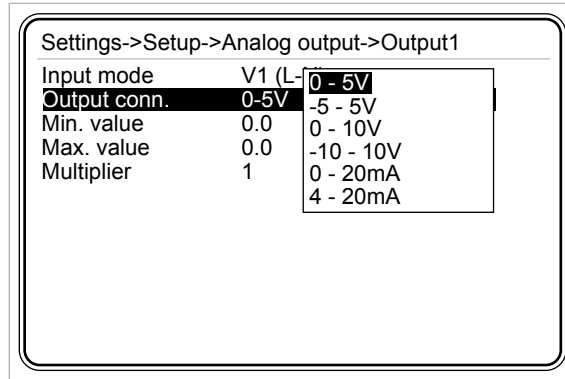 Settings->Setup->Analog output->Output1
Input mode V1 (L-
Output conn. 0-5V
Min. value 0.0
Max. value 0.0
Multiplier 1
0 - 5V
-5 - 5V
0 - 10V
-10 - 10V
0 - 20mA
4 - 20mA